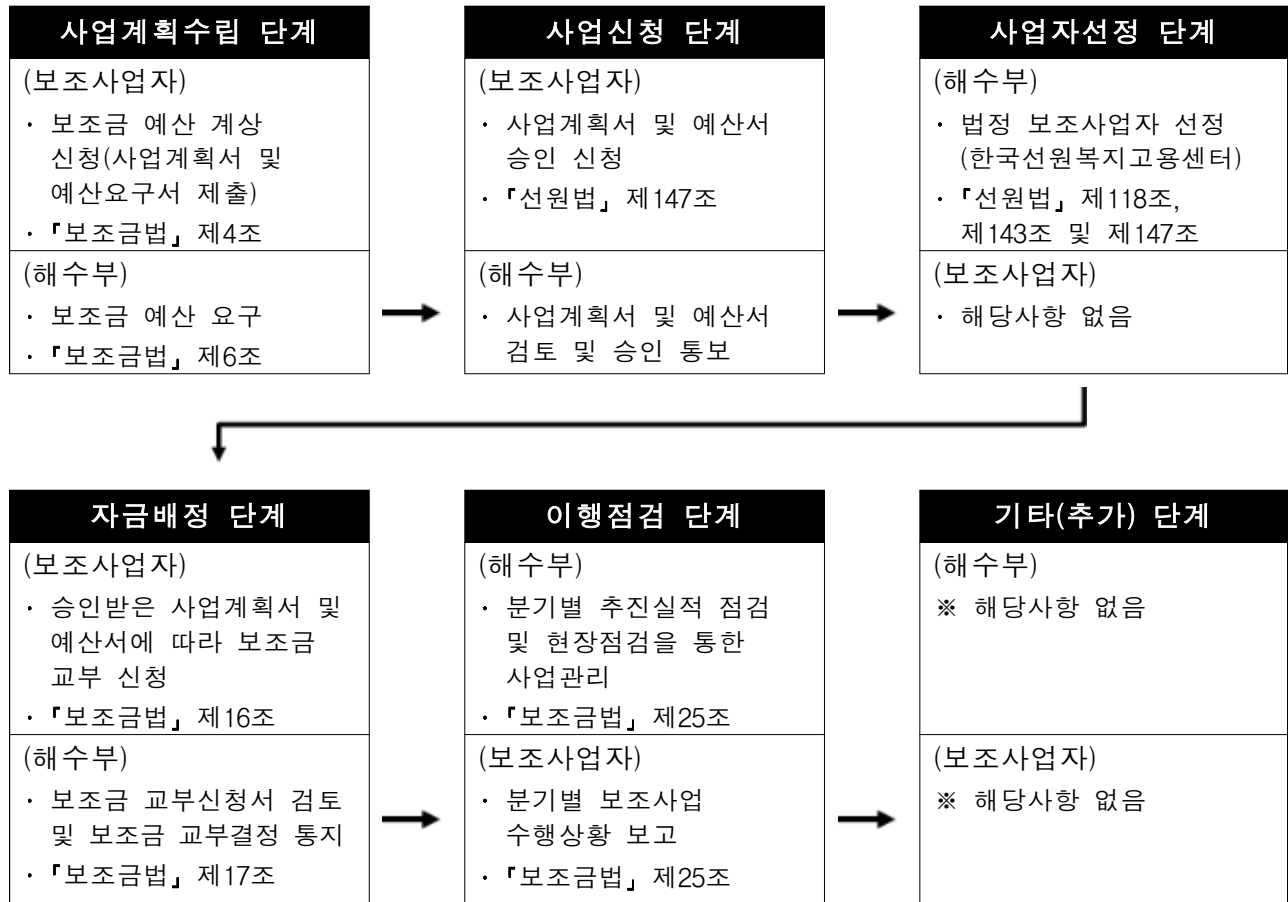 사업계획수립 단계
(보조사업자)
· 보조금 예산 계상
신청(사업계획서 및
예산요구서 제출)
· 『보조금법』 제4조
(해수부)
· 보조금 예산 요구
· 『보조금법』 제6조
사업신청 단계
(보조사업자)
· 사업계획서 및 예산서
승인 신청
· 『선원법』 제147조
(해수부)
· 사업계획서 및 예산서
검토 및 승인 통보
사업자선정 단계
(해수부)
· 법정 보조사업자 선정
(한국선원복지고용센터)
· 『선원법』 제118조,
제143조 및 제147조
(보조사업자)
· 해당사항 없음
자금배정 단계
(보조사업자)
· 승인받은 사업계획서 및
예산서에 따라 보조금
교부 신청
· 『보조금법』 제16조
(해수부)
· 보조금 교부신청서 검토
및 보조금 교부결정 통지
· 『보조금법』 제17조
이행점검 단계
(해수부)
· 분기별 추진실적 점검
및 현장점검을 통한
사업관리
· 『보조금법』 제25조
(보조사업자)
· 분기별 보조사업
수행상황 보고
· 『보조금법』 제25조
기타(추가) 단계
(해수부)
※ 해당사항 없음
(보조사업자)
※ 해당사항 없음